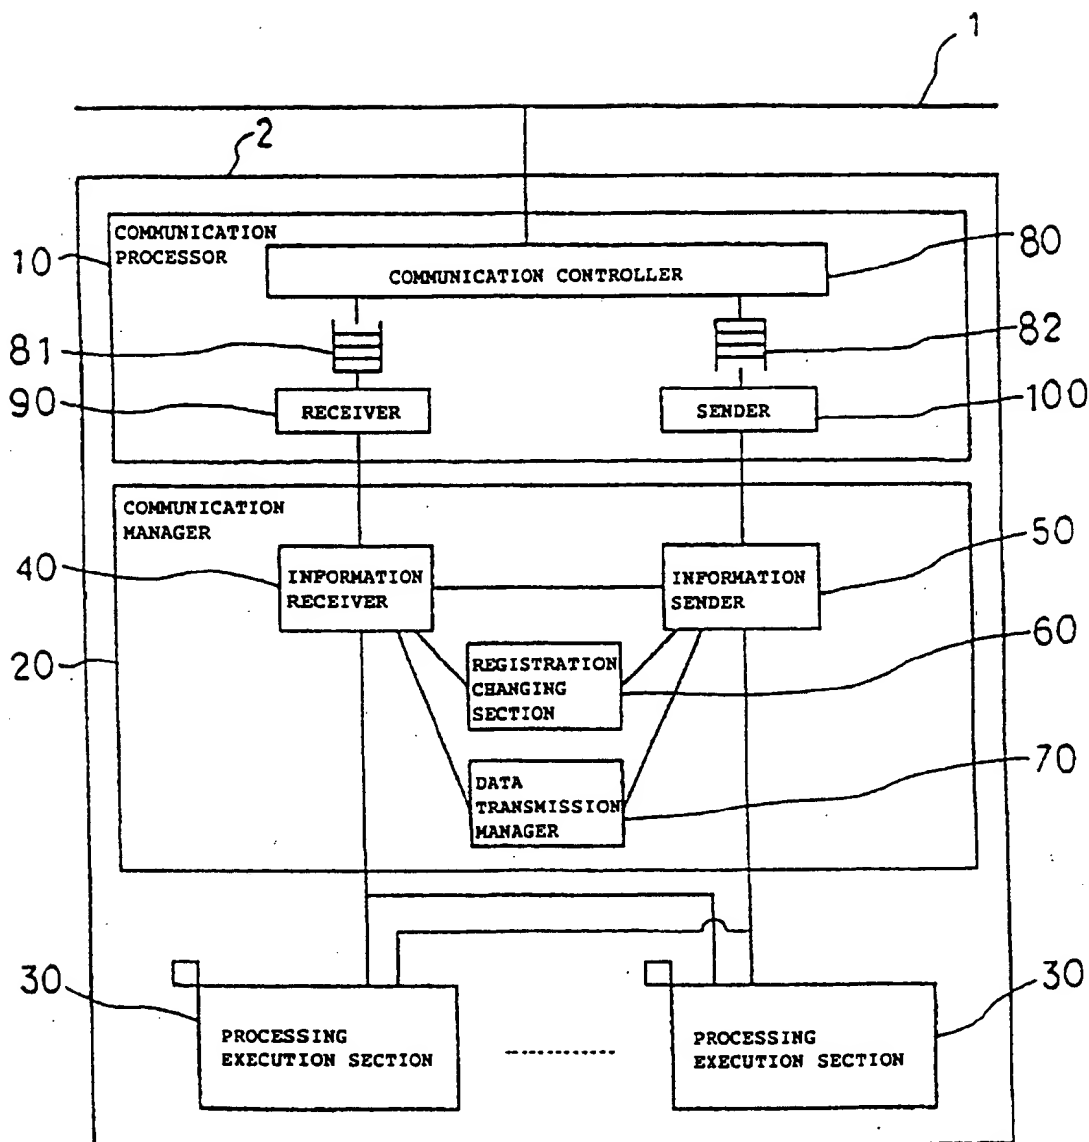 1
2
COMMUNICATION
PROCESSOR
10
80
COMMUNICATION CONTROLLER
81
82
90
RECEIVER
SENDER
100
COMMUNICATION
MANAGER
40
INFORMATION
RECEIVER
INFORMATION
SENDER
50
20
REGISTRATION
CHANGING
SECTION
60
DATA
TRANSMISSION
MANAGER
70
30
PROCESSING
EXECUTION SECTION
PROCESSING
EXECUTION SECTION
30